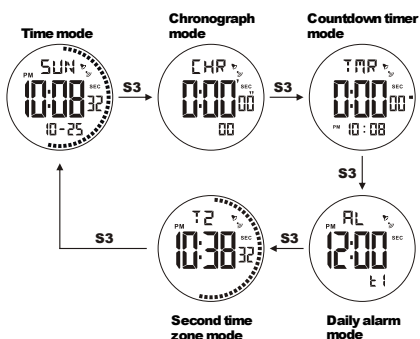 Time mode
Chronograph
mode
Countdown timer
mode
SUN
PM
10:08
SEC
32
10-25
S3
CHR
0:00
SEC
00
00
S3
TMR
0:00
SEC
00
PM 10:08
S3
AL
PM
12:00
t1
S3
T2
PM
10:38
SEC
32
S3
Second time
zone mode
Daily alarm
mode